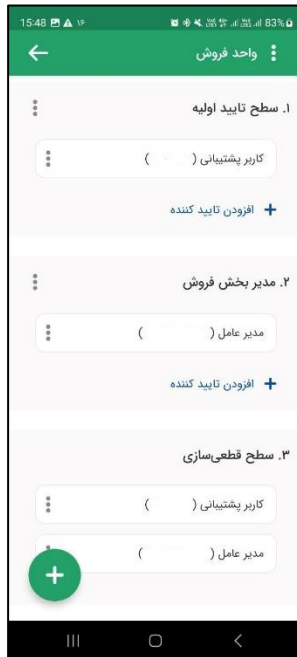 15:48 ۱۶ 83%
واحد فروش
۱. سطح تایید اولیه
کاربر پشتیبانی ( )
+ افزودن تایید کننده
۲. مدیر بخش فروش
مدیر عامل ( )
+ افزودن تایید کننده
۳. سطح قطعی‌سازی
کاربر پشتیبانی ( )
مدیر عامل ( )